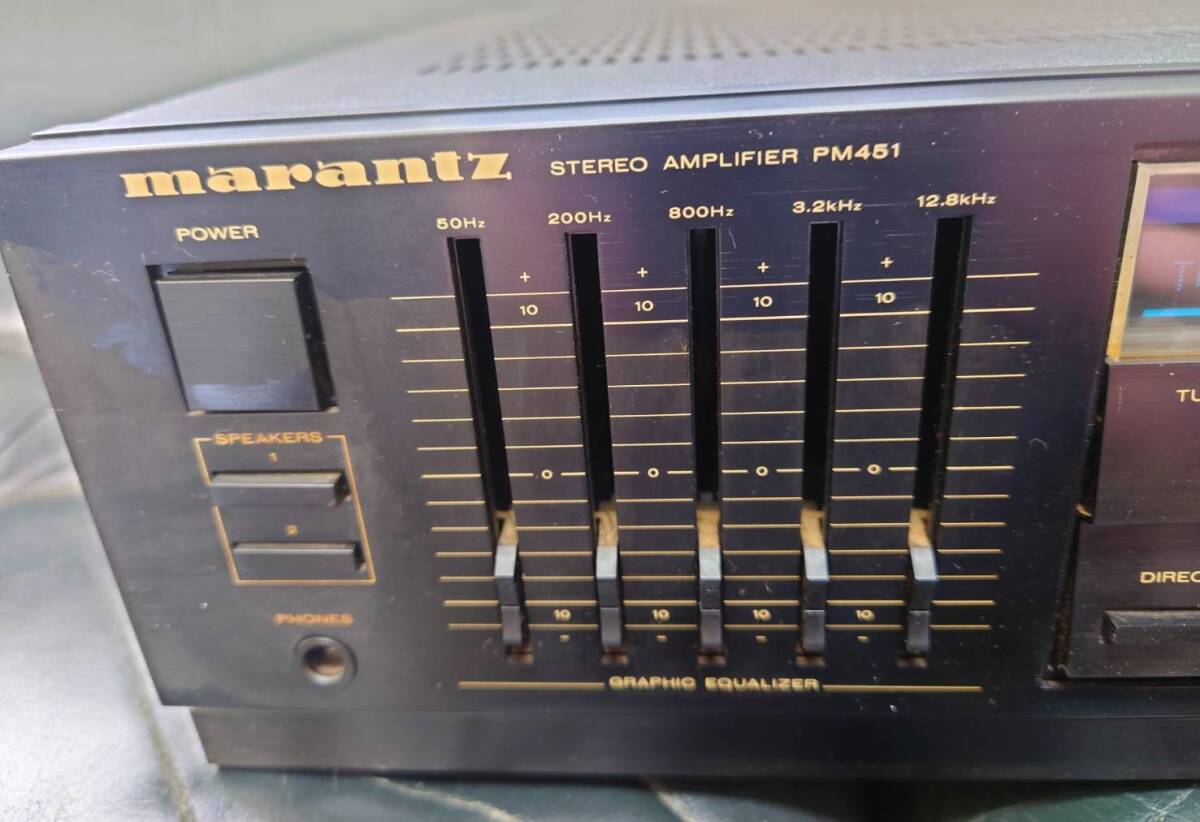 marantz STEREO AMPLIFIER PM451
POWER
50Hz 200Hz 800Hz 3.2kHz 12.8kHz
+ + + +
10 10 10 10
SPEAKERS
1
0 0 0 0
2
10 10 10 10
- - - -
PHONES
GRAPHIC EQUALIZER
TU
DIREC